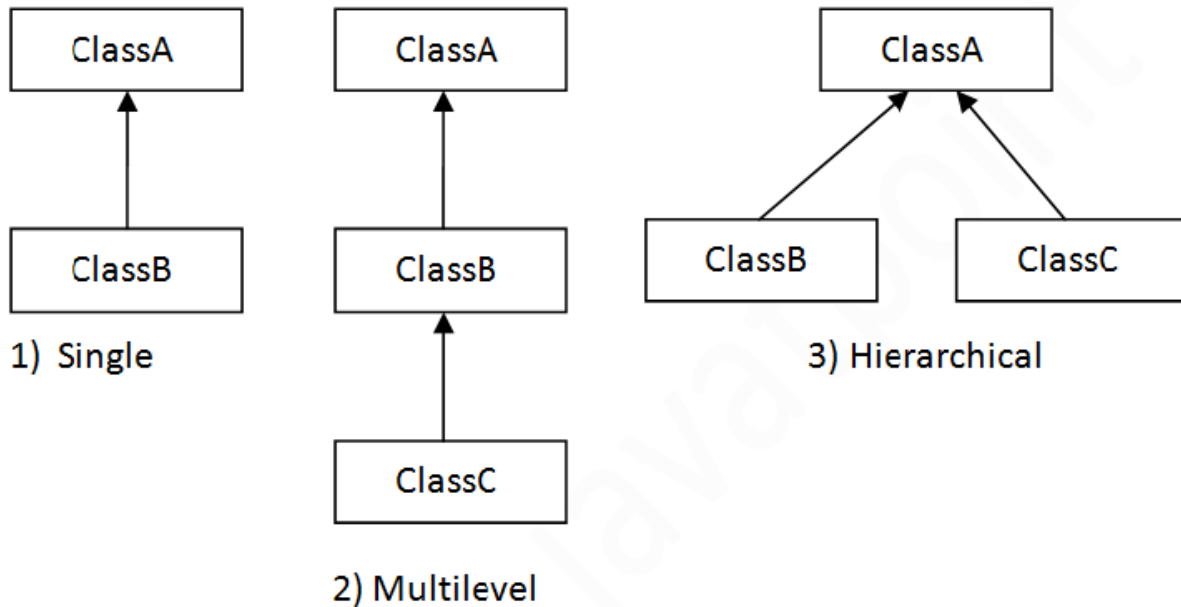 ClassA
ClassB
1) Single
ClassA
ClassB
ClassC
2) Multilevel
ClassA
ClassB ClassC
3) Hierarchical